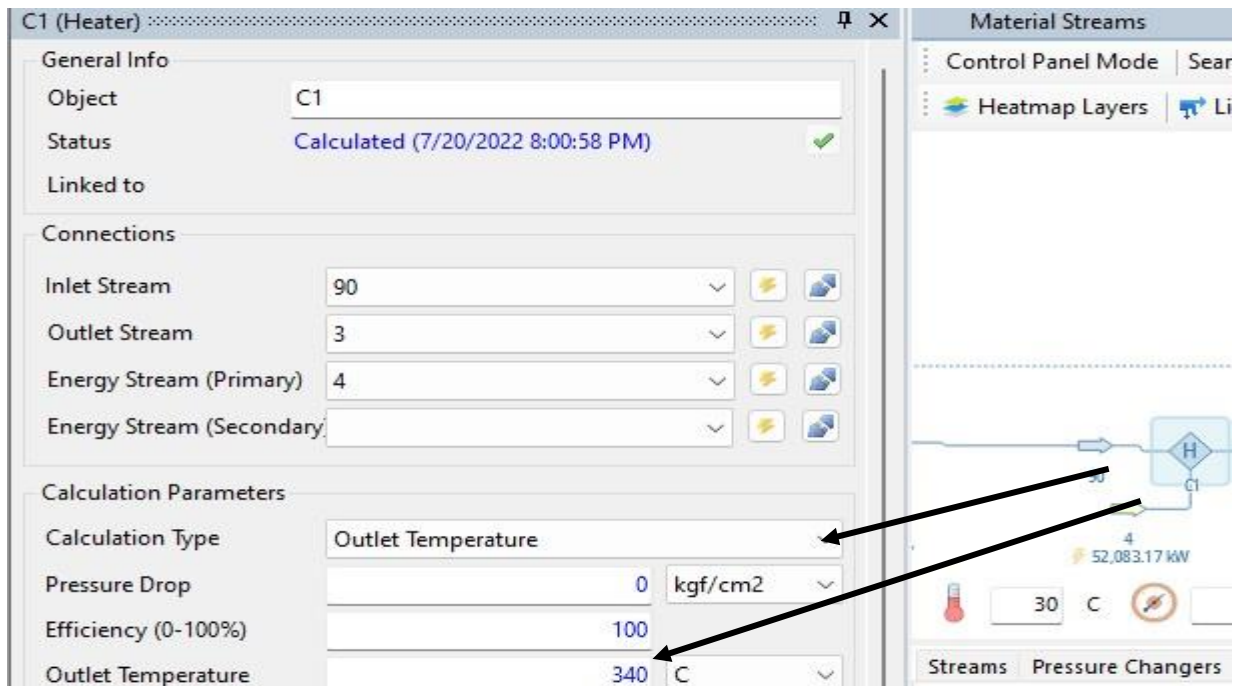 C1 (Heater)
General Info
Object C1
Status Calculated (7/20/2022 8:00:58 PM)
Linked to
Connections
Inlet Stream 90
Outlet Stream 3
Energy Stream (Primary) 4
Energy Stream (Secondary)
Calculation Parameters
Calculation Type Outlet Temperature
Pressure Drop 0 kgf/cm2
Efficiency (0-100%) 100
Outlet Temperature 340 C
Material Streams
Control Panel Mode
Heatmap Layers
H
C1
4
52,083.17 kW
30 C
Streams Pressure Changers